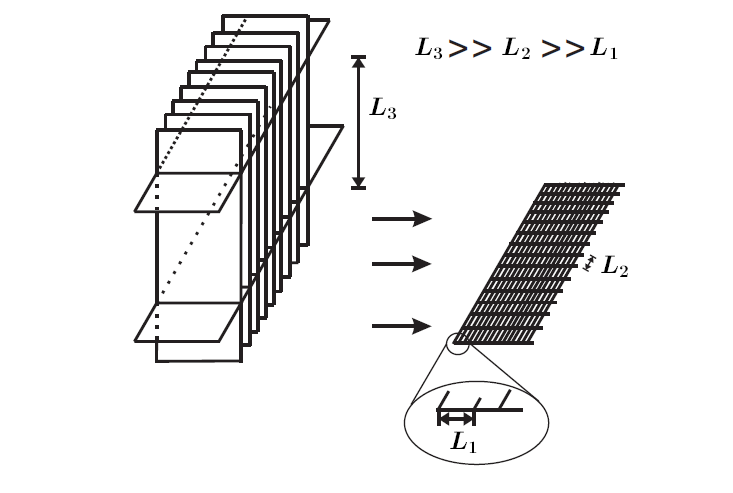 L₃ >> L₂ >> L₁
L₃
L₂
L₁